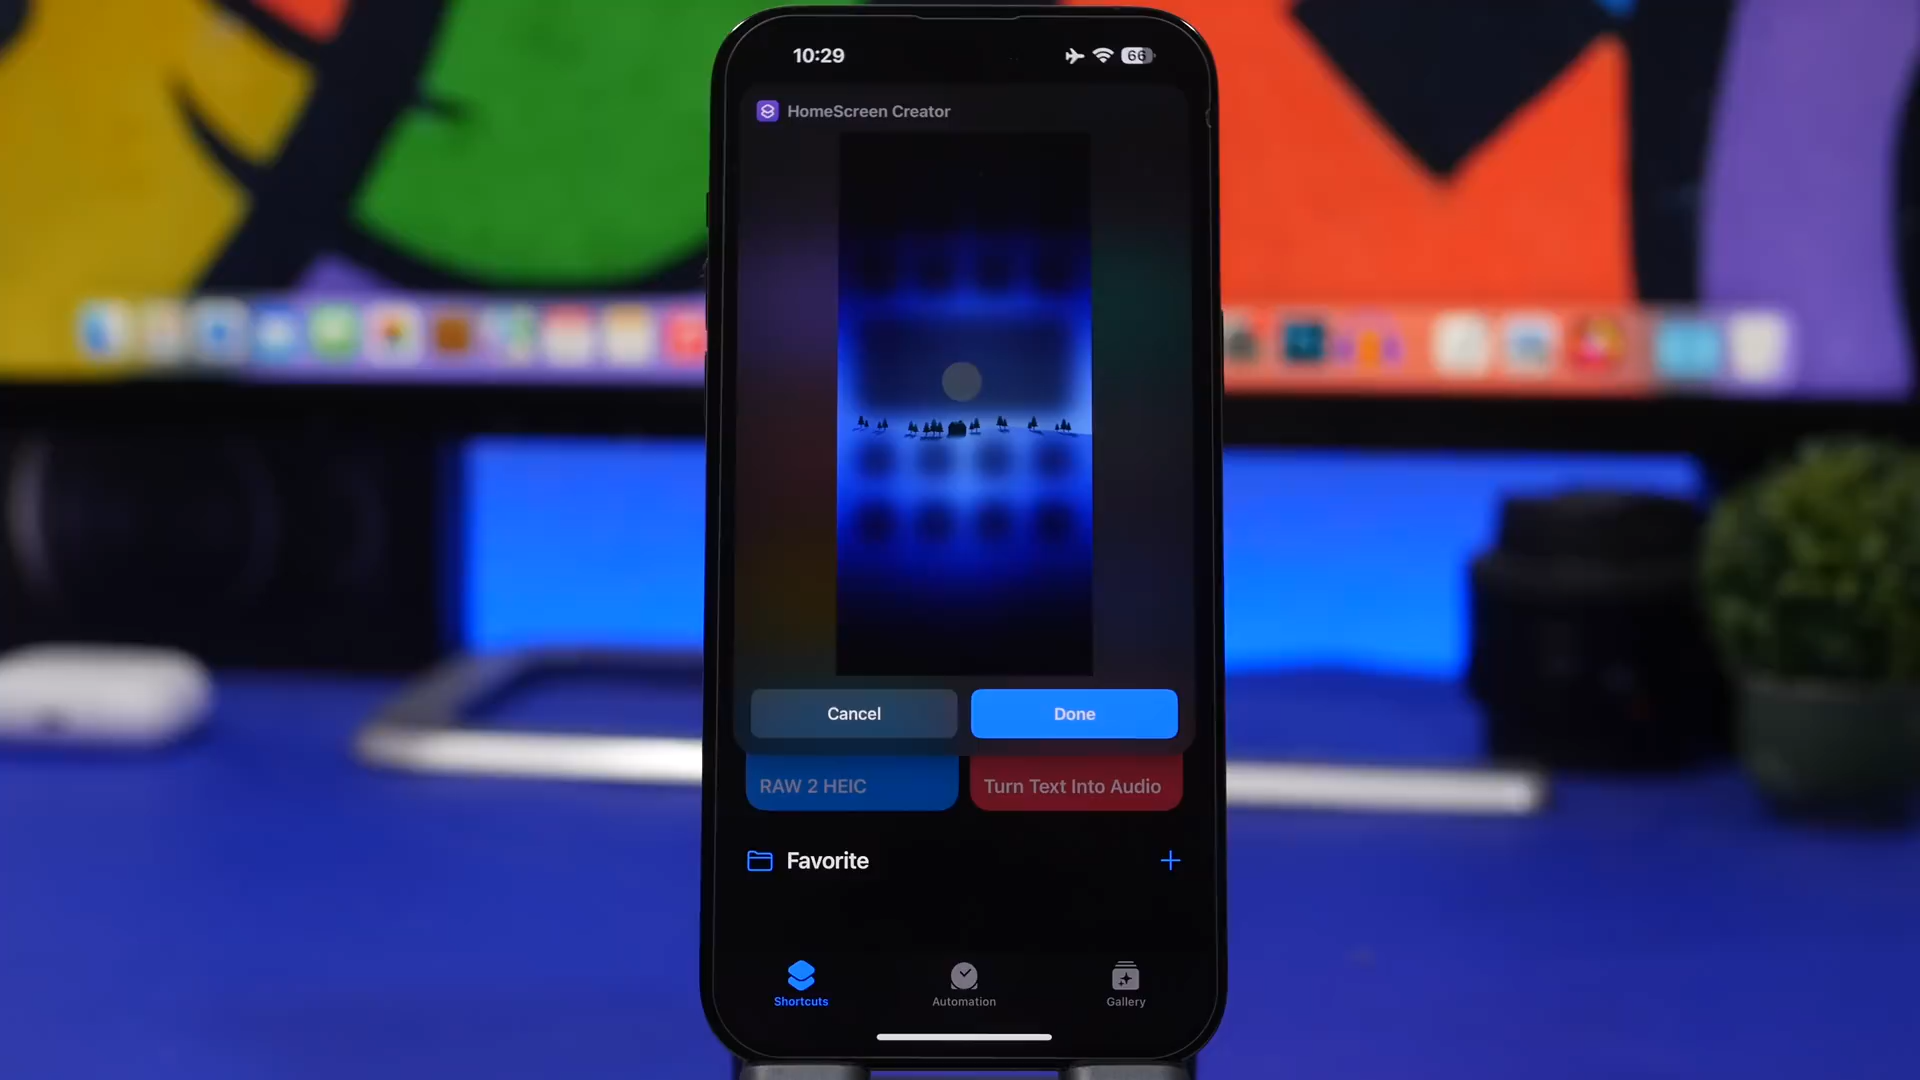 10:29
66
HomeScreen Creator
Cancel
Done
RAW 2 HEIC
Turn Text Into Audio
Favorite
Shortcuts
Automation
Gallery